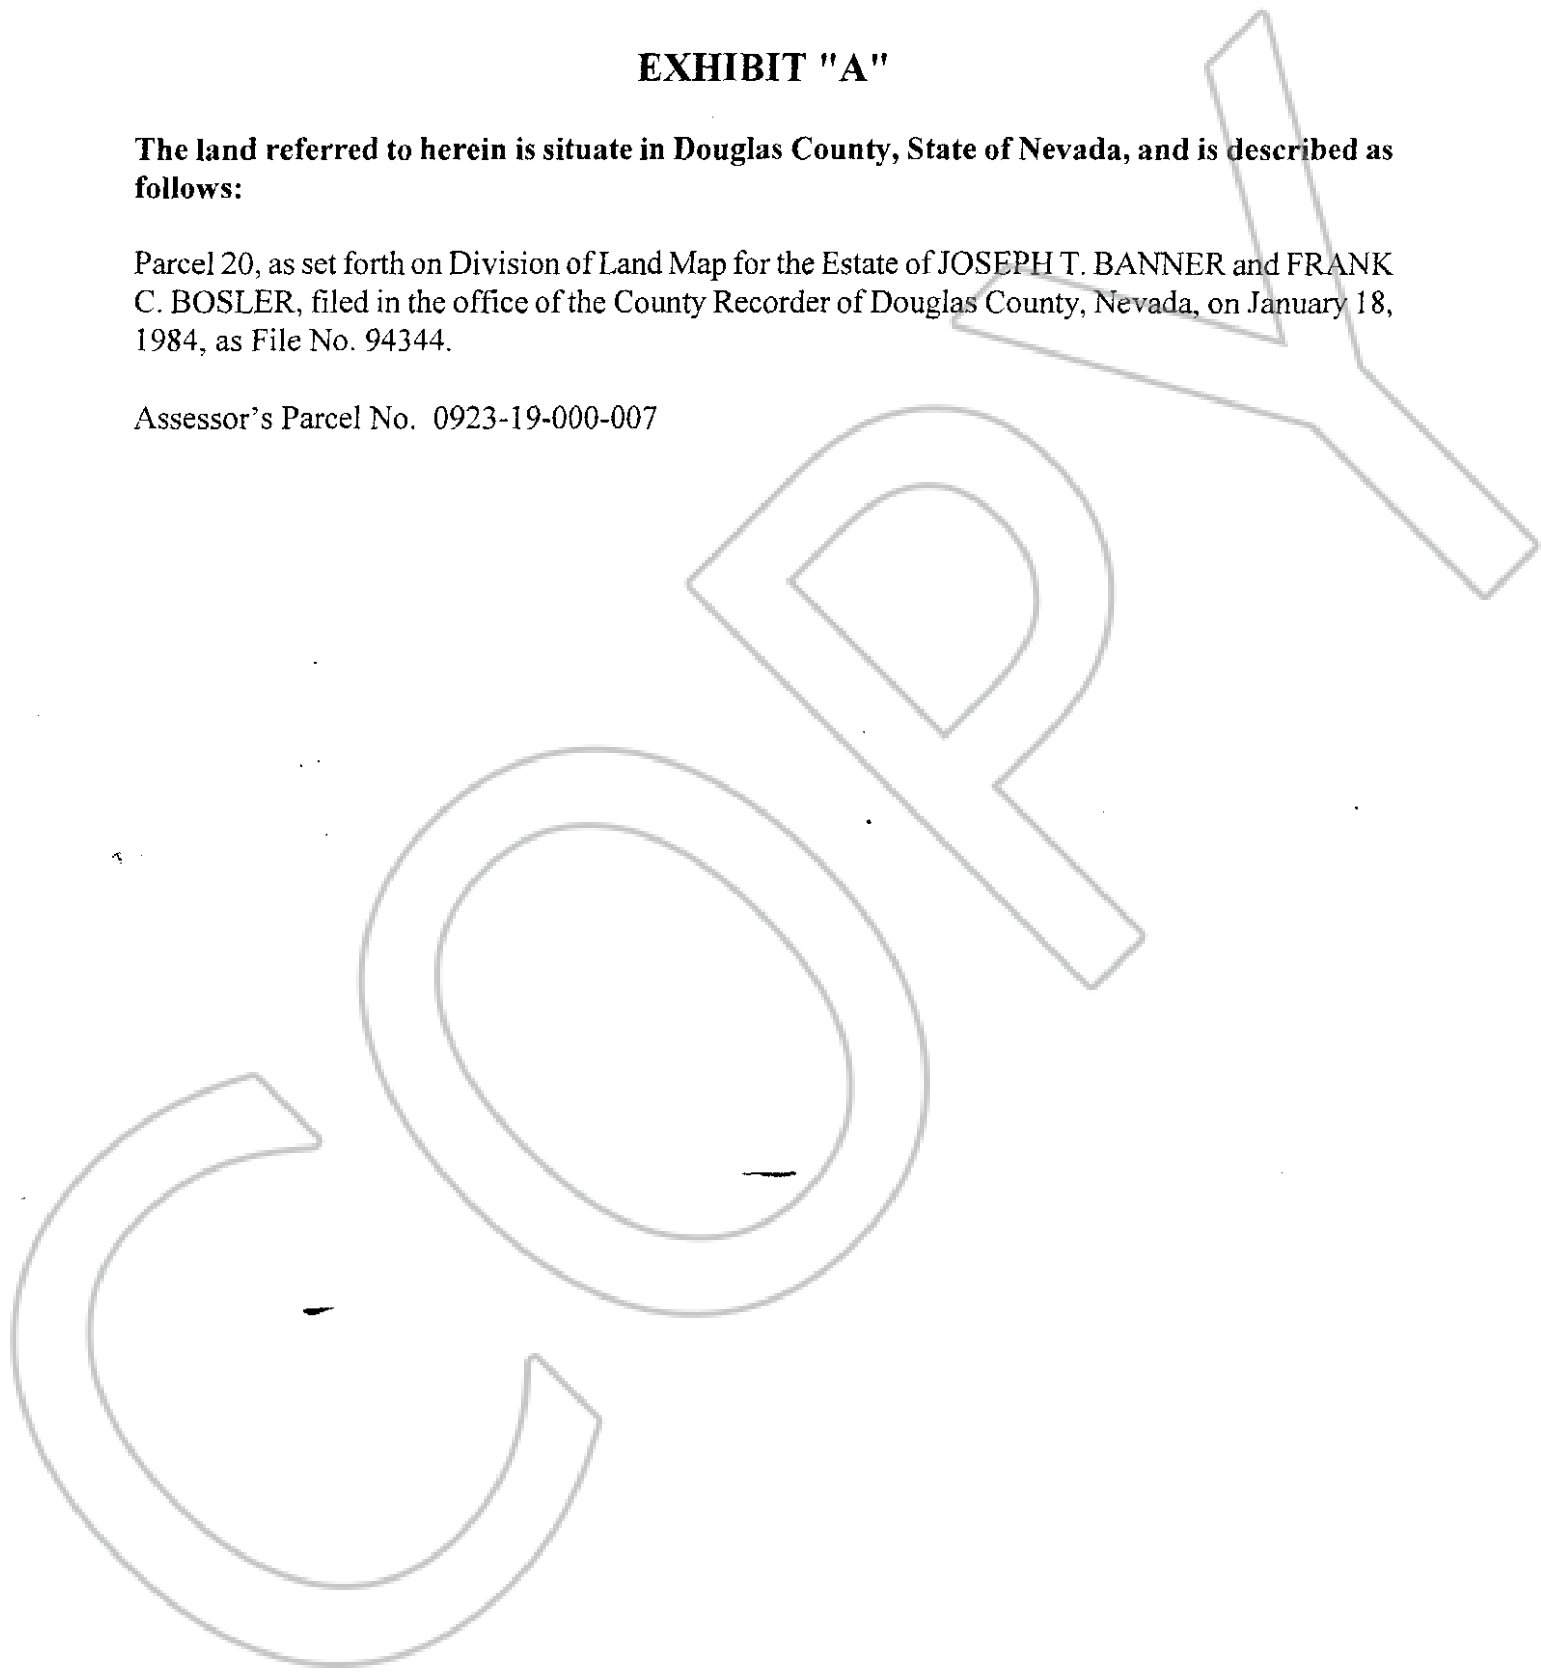 EXHIBIT "A"
The land referred to herein is situate in Douglas County, State of Nevada, and is described as
follows:
Parcel 20, as set forth on Division of Land Map for the Estate of JOSEPH T. BANNER and FRANK
C. BOSLER, filed in the office of the County Recorder of Douglas County, Nevada, on January 18,
1984, as File No. 94344.
Assessor's Parcel No. 0923-19-000-007
COPY